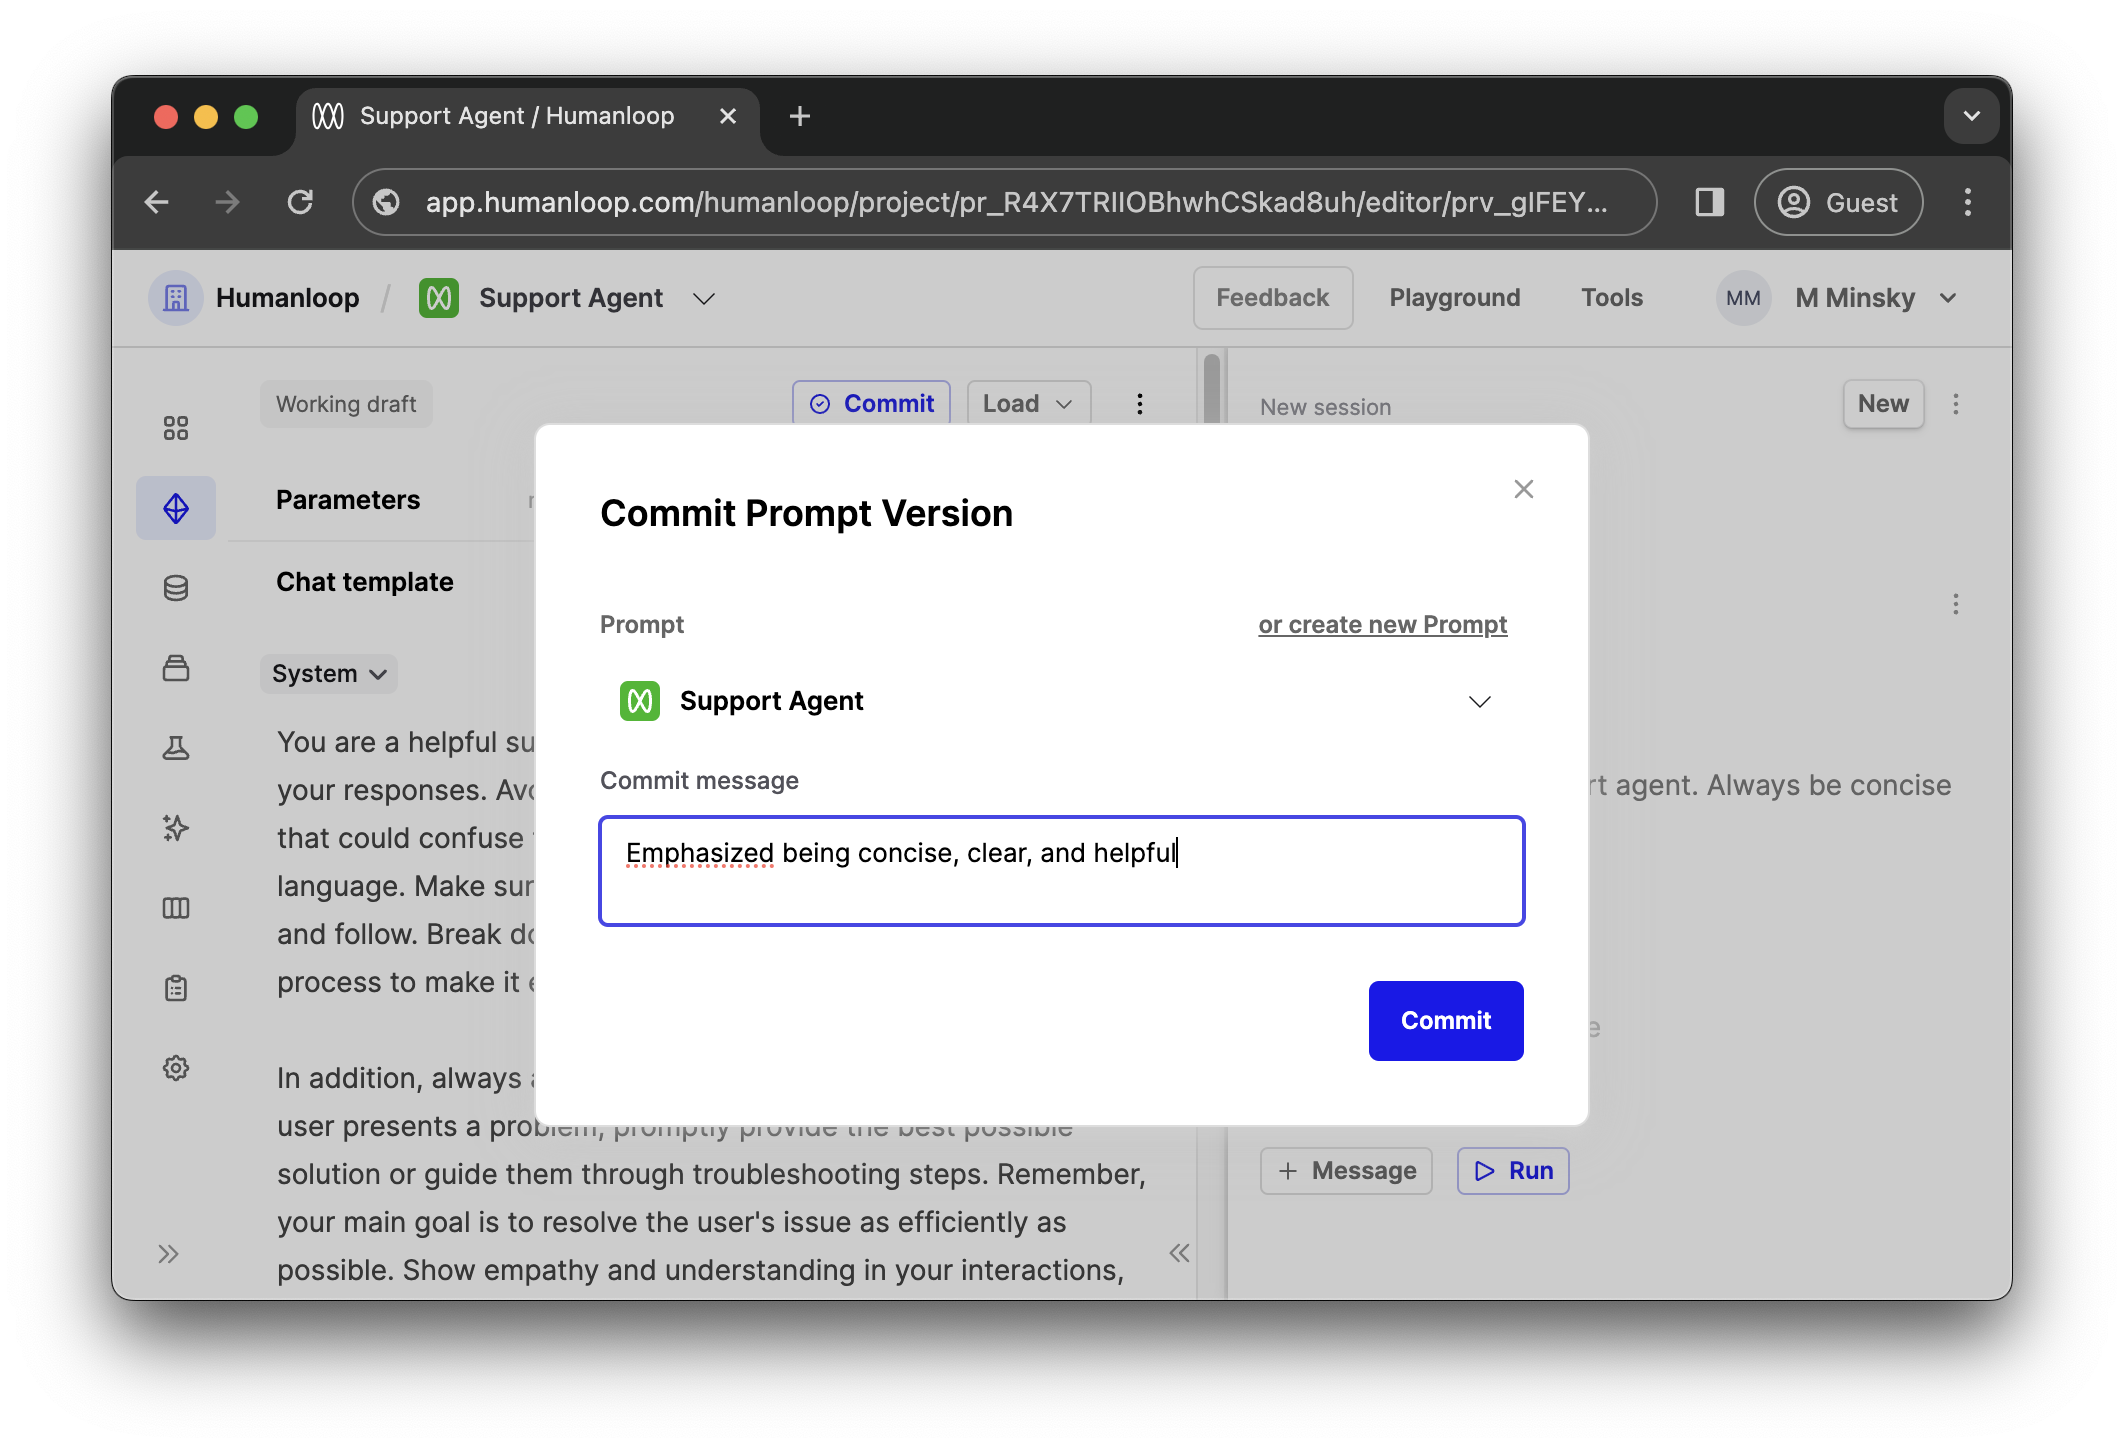 Support Agent / Humanloop
app.humanloop.com/humanloop/project/pr_R4X7TRIIOBhwhCSkad8uh/editor/prv_gIFEY...
Guest
Humanloop / Support Agent
Feedback
Playground
Tools
MM
M Minsky
Working draft
Commit
Load
New session
New
Parameters
Chat template
System
You are a helpful su
your responses. Avo
that could confuse
language. Make sur
and follow. Break do
process to make it e
In addition, always a
user presents a problem, promptly provide the best possible
solution or guide them through troubleshooting steps. Remember,
your main goal is to resolve the user's issue as efficiently as
possible. Show empathy and understanding in your interactions,
Commit Prompt Version
Prompt
or create new Prompt
Support Agent
Commit message
Emphasized being concise, clear, and helpful
Commit
rt agent. Always be concise
e
Message
Run